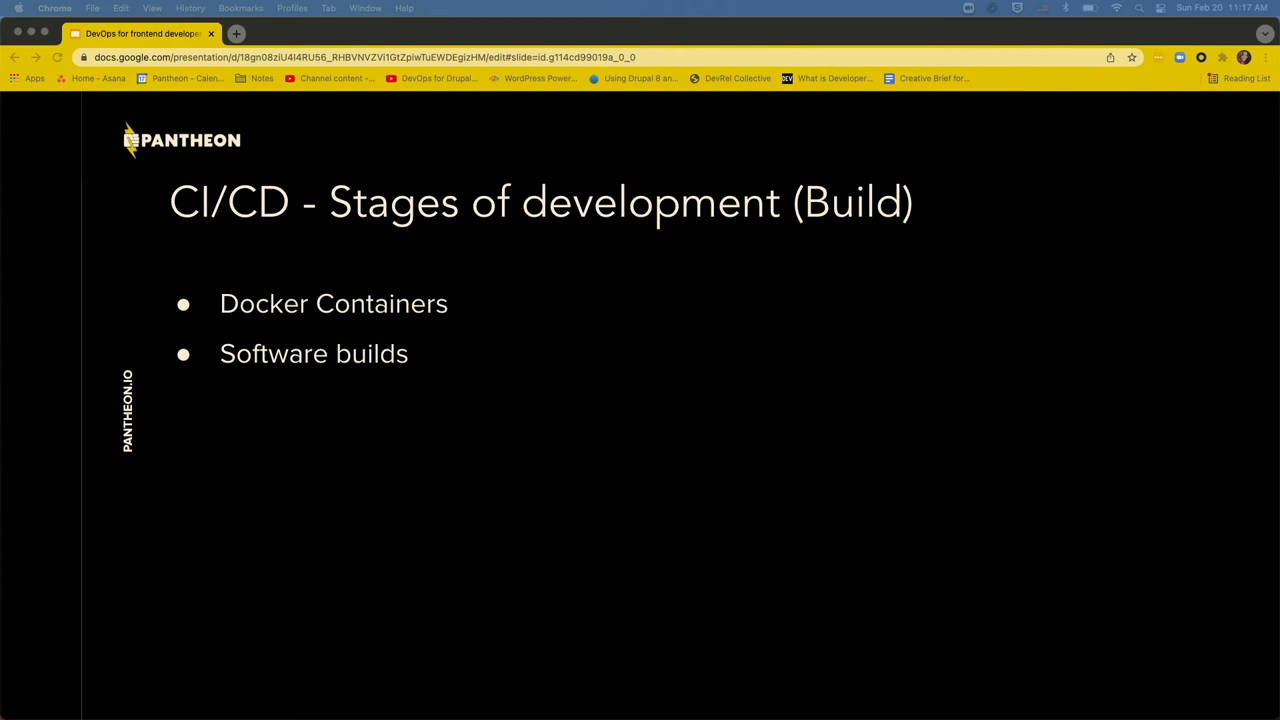 Chrome File Edit View History Bookmarks Profiles Tab Window Help Sun Feb 20 11:17 AM
DevOps for frontend develope
docs.google.com/presentation/d/18gn08ziU4I4RU56_RHBVNVZVi1GtZpiwTuEWDEgizHM/edit#slide=id.g114cd99019a_0_0
Apps Home - Asana Pantheon - Calen... Notes Channel content -... DevOps for Drupal... WordPress Power... Using Drupal 8 an... DevRel Collective DEV What is Developer... Creative Brief for... Reading List
PANTHEON
CI/CD - Stages of development (Build)
● Docker Containers
● Software builds
PANTHEON.IO